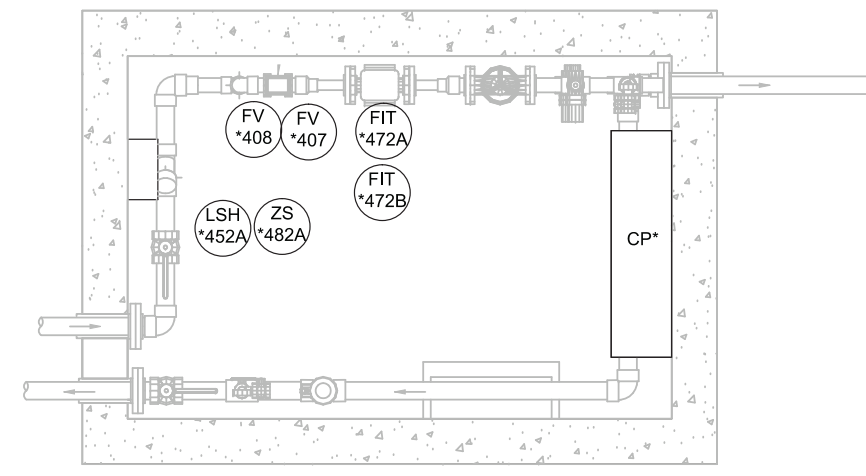 FV
*408
FV
*407
FIT
*472A
FIT
*472B
LSH
*452A
ZS
*482A
CP*